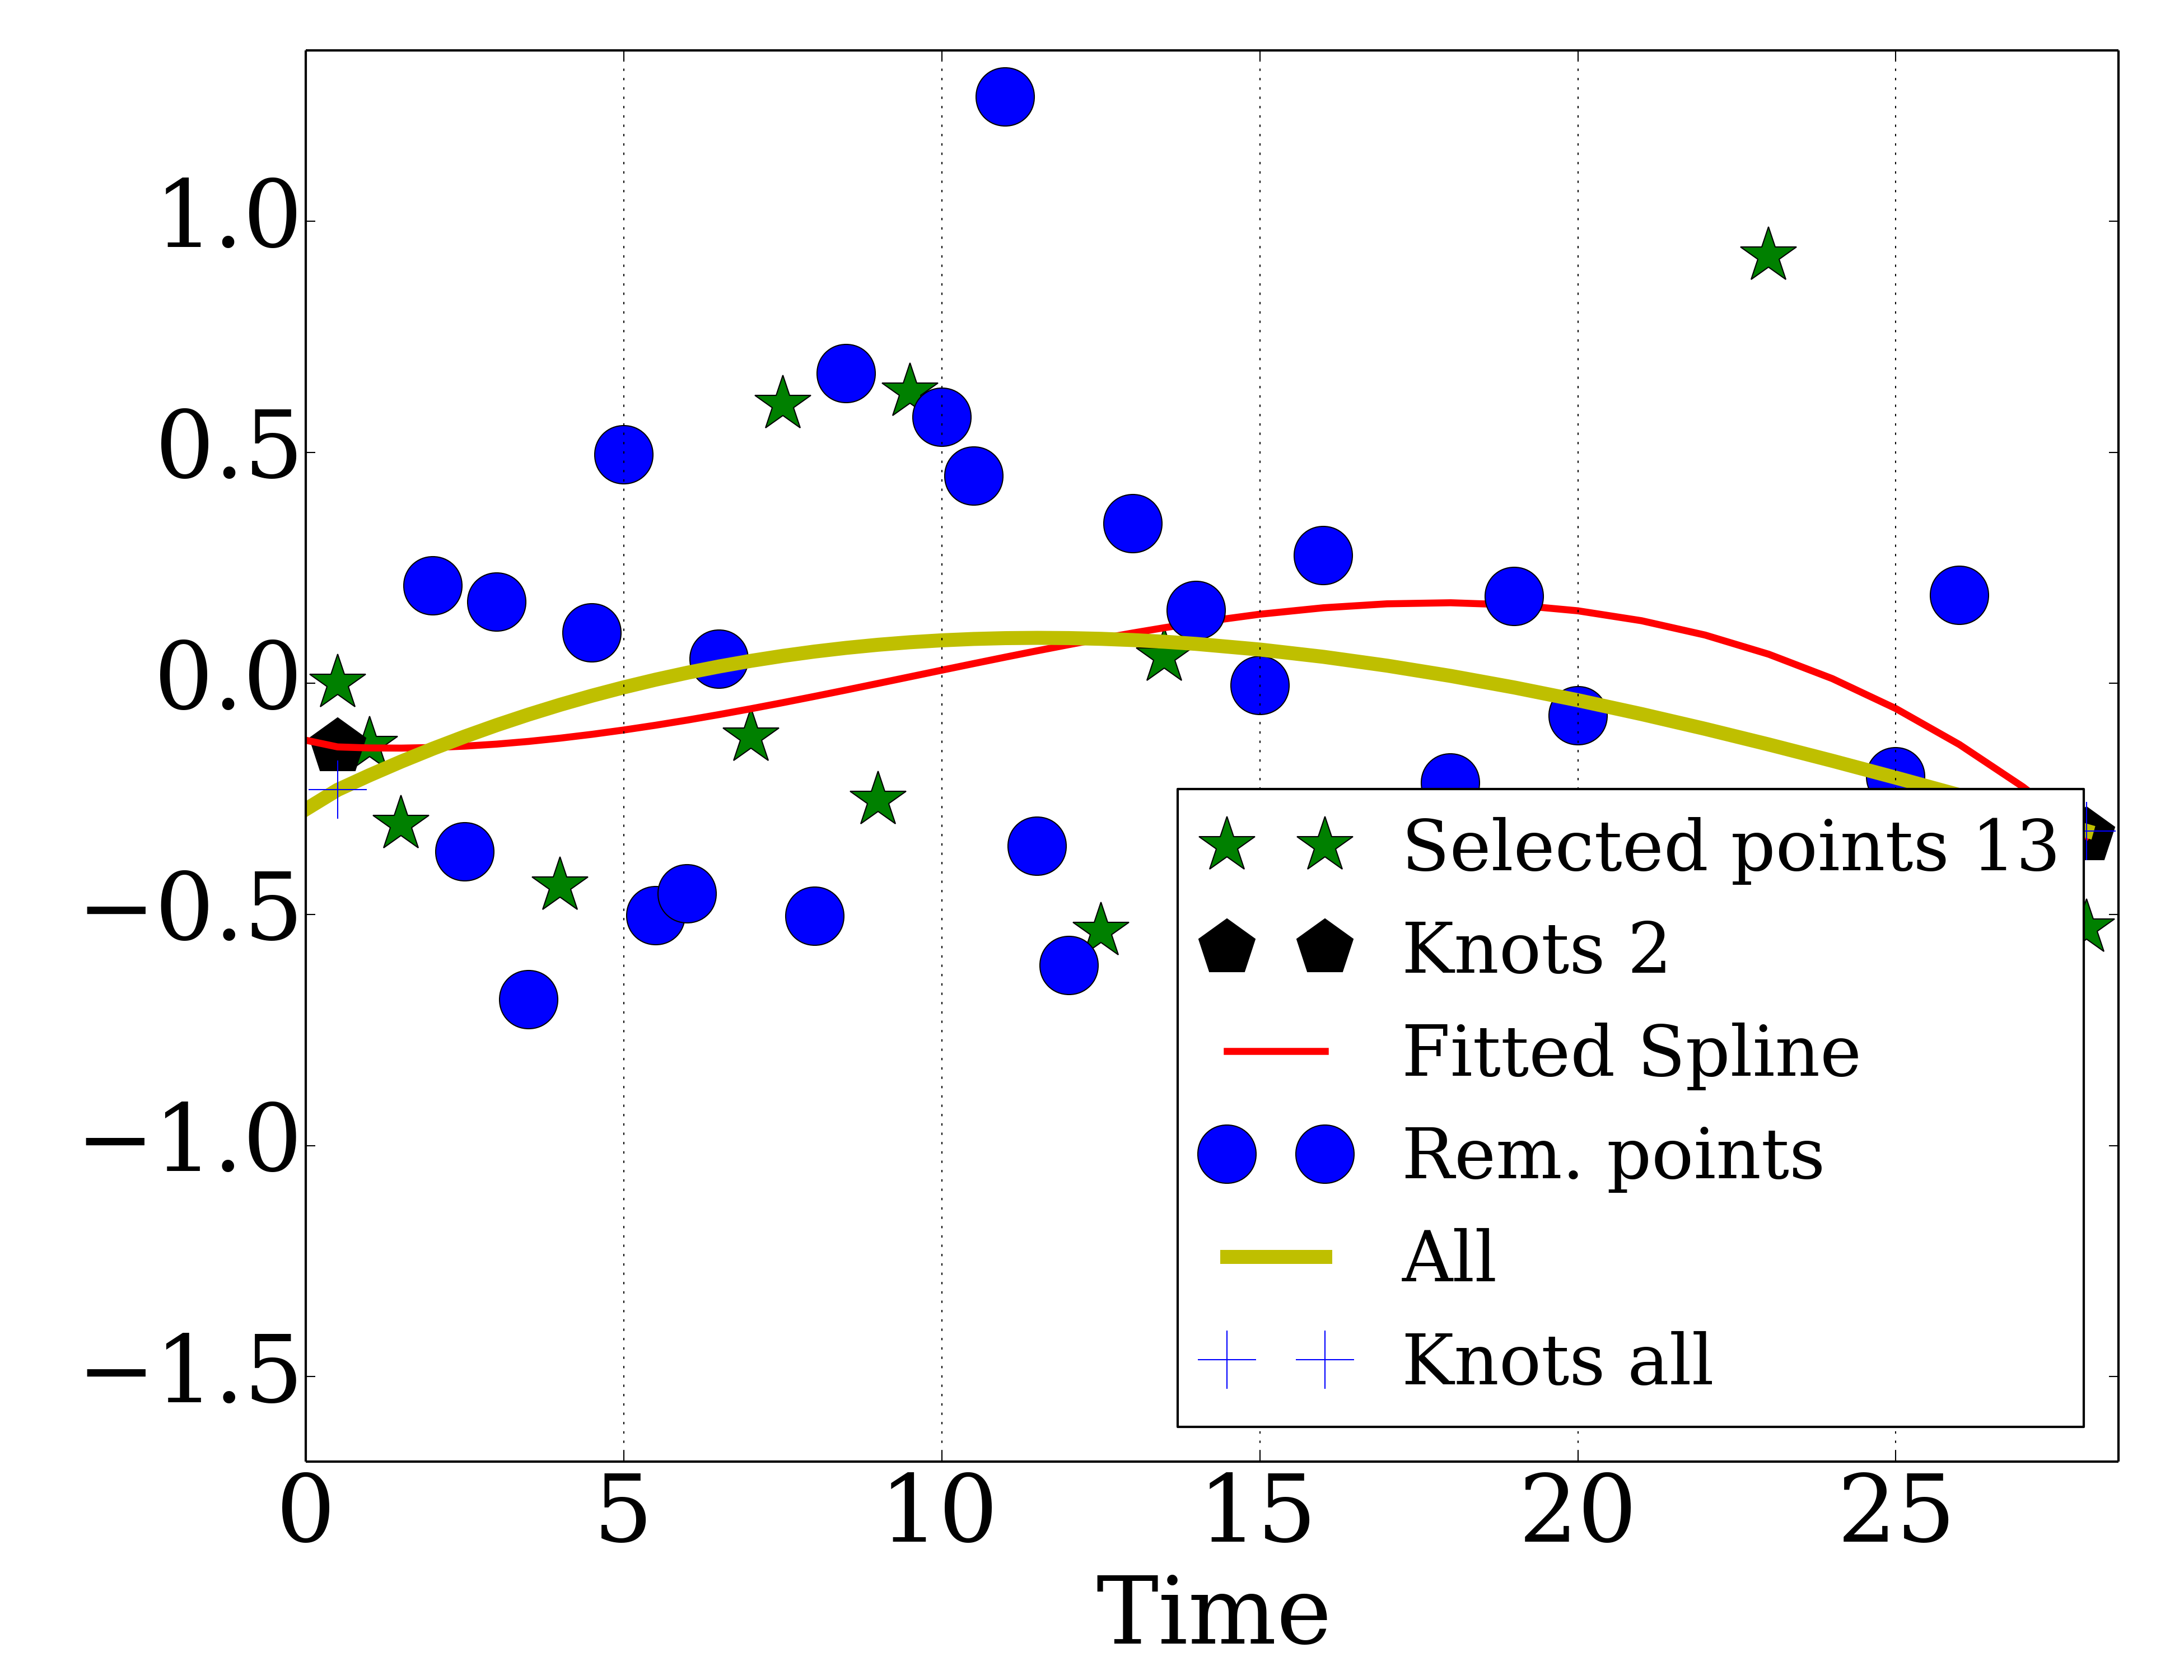 1.0
0.5
0.0
−0.5
−1.0
−1.5
0 5 10 15 20 25
Time
Selected points 13
Knots 2
Fitted Spline
Rem. points
All
Knots all